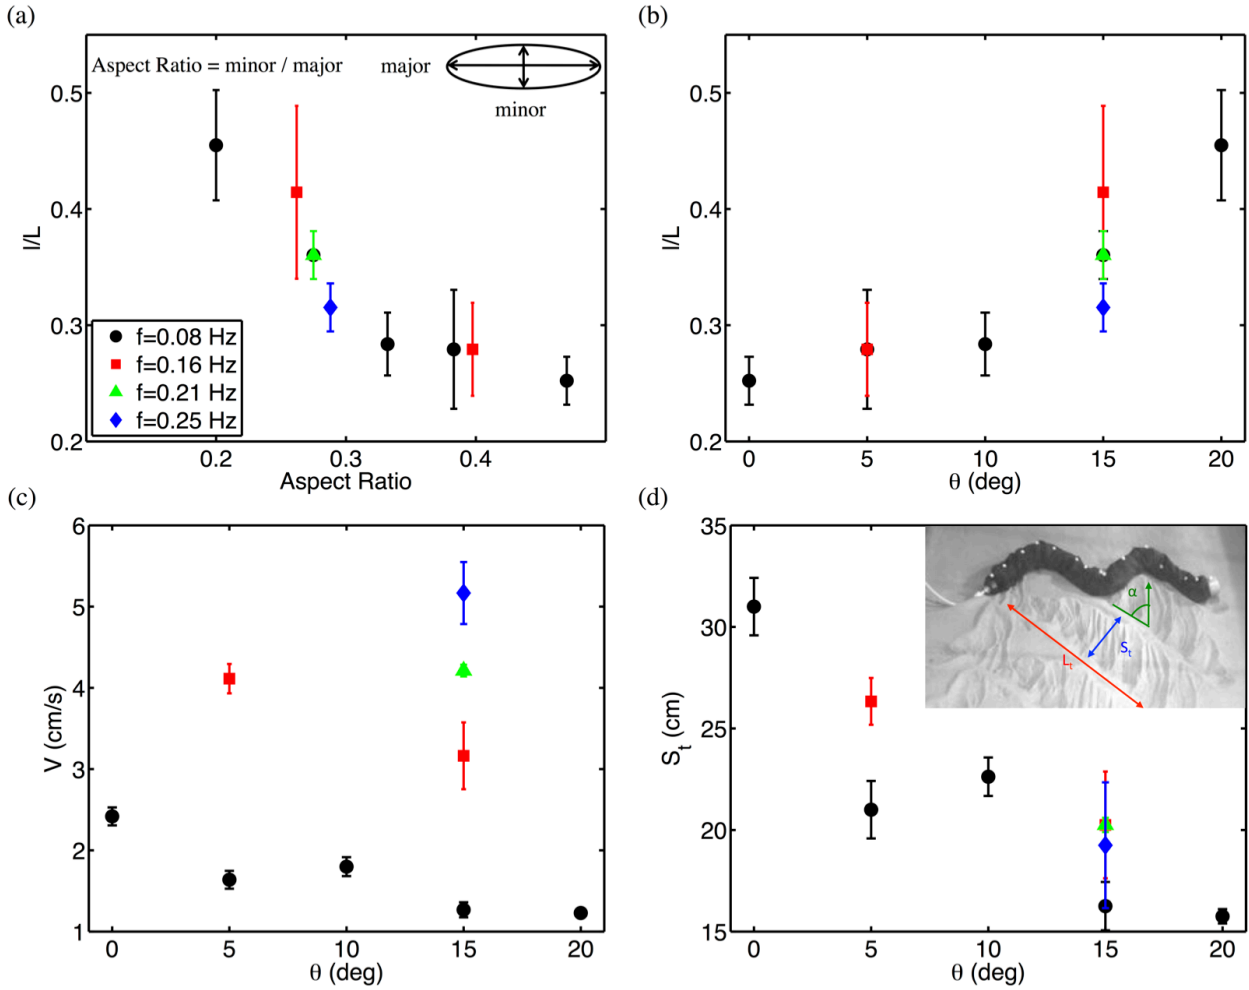 (a)
Aspect Ratio = minor / major
major
minor
0.5
0.4
0.3
0.2
l/L
f=0.08 Hz
f=0.16 Hz
f=0.21 Hz
f=0.25 Hz
0.2 0.3 0.4
Aspect Ratio
(b)
0.5
0.4
0.3
0.2
l/L
0 5 10 15 20
θ (deg)
(c)
6
5
4
3
2
1
V (cm/s)
0 5 10 15 20
θ (deg)
(d)
35
30
25
20
15
St (cm)
α
St
Lt
0 5 10 15 20
θ (deg)